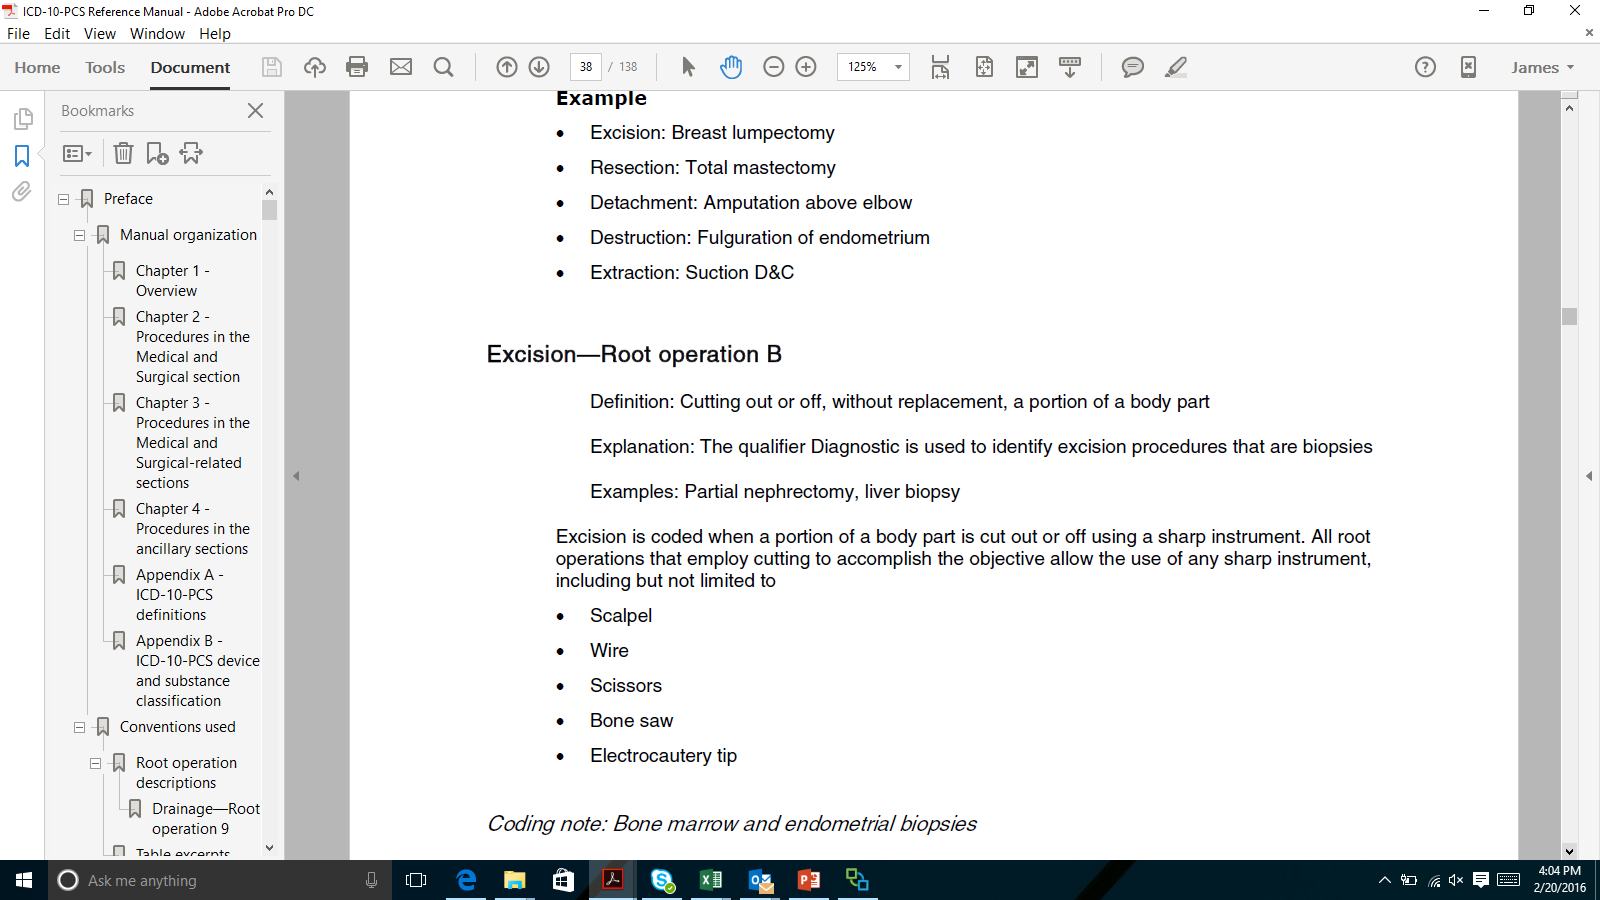 ICD-10-PCS Reference Manual - Adobe Acrobat Pro DC
File Edit View Window Help
Home Tools Document
38 / 138
125%
James
Bookmarks
Preface
Manual organization
Chapter 1 -
Overview
Chapter 2 -
Procedures in the
Medical and
Surgical section
Chapter 3 -
Procedures in the
Medical and
Surgical-related
sections
Chapter 4 -
Procedures in the
ancillary sections
Appendix A -
ICD-10-PCS
definitions
Appendix B -
ICD-10-PCS device
and substance
classification
Conventions used
Root operation
descriptions
Drainage—Root
operation 9
Table excerpts
Example
• Excision: Breast lumpectomy
• Resection: Total mastectomy
• Detachment: Amputation above elbow
• Destruction: Fulguration of endometrium
• Extraction: Suction D&C
Excision—Root operation B
Definition: Cutting out or off, without replacement, a portion of a body part
Explanation: The qualifier Diagnostic is used to identify excision procedures that are biopsies
Examples: Partial nephrectomy, liver biopsy
Excision is coded when a portion of a body part is cut out or off using a sharp instrument. All root
operations that employ cutting to accomplish the objective allow the use of any sharp instrument,
including but not limited to
• Scalpel
• Wire
• Scissors
• Bone saw
• Electrocautery tip
Coding note: Bone marrow and endometrial biopsies
Ask me anything
4:04 PM
2/20/2016